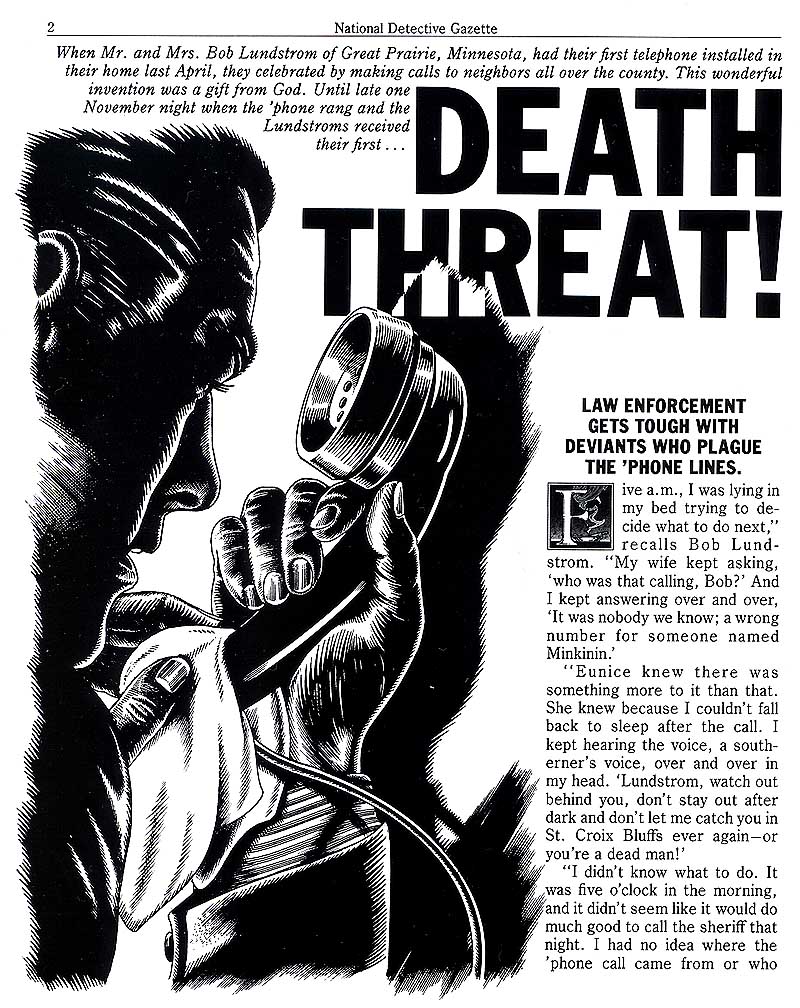 2
National Detective Gazette
When Mr. and Mrs. Bob Lundstrom of Great Prairie, Minnesota, had their first telephone installed in
their home last April, they celebrated by making calls to neighbors all over the county. This wonderful
invention was a gift from God. Until late one
November night when the 'phone rang and the
Lundstroms received
their first . . .
DEATH
THREAT!
LAW ENFORCEMENT
GETS TOUGH WITH
DEVIANTS WHO PLAGUE
THE 'PHONE LINES.
Five a.m., I was lying in
my bed trying to de-
cide what to do next,"
recalls Bob Lund-
strom. "My wife kept asking,
'who was that calling, Bob?' And
I kept answering over and over,
'It was nobody we know; a wrong
number for someone named
Minkinin.'
"Eunice knew there was
something more to it than that.
She knew because I couldn't fall
back to sleep after the call. I
kept hearing the voice, a south-
erner's voice, over and over in
my head. 'Lundstrom, watch out
behind you, don't stay out after
dark and don't let me catch you in
St. Croix Bluffs ever again—or
you're a dead man!'
"I didn't know what to do. It
was five o'clock in the morning,
and it didn't seem like it would do
much good to call the sheriff that
night. I had no idea where the
'phone call came from or who